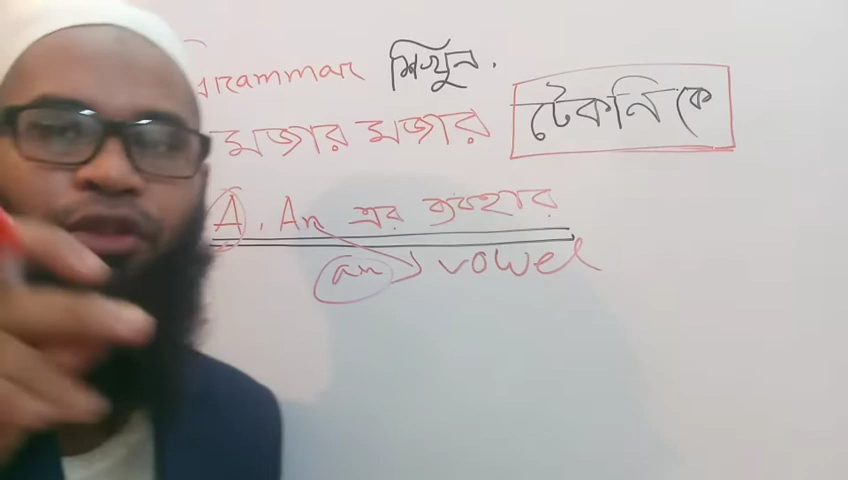 Grammar শিখুন.
মজার মজার টেকনিকে
A. An এর ব্যবহার
an vowel